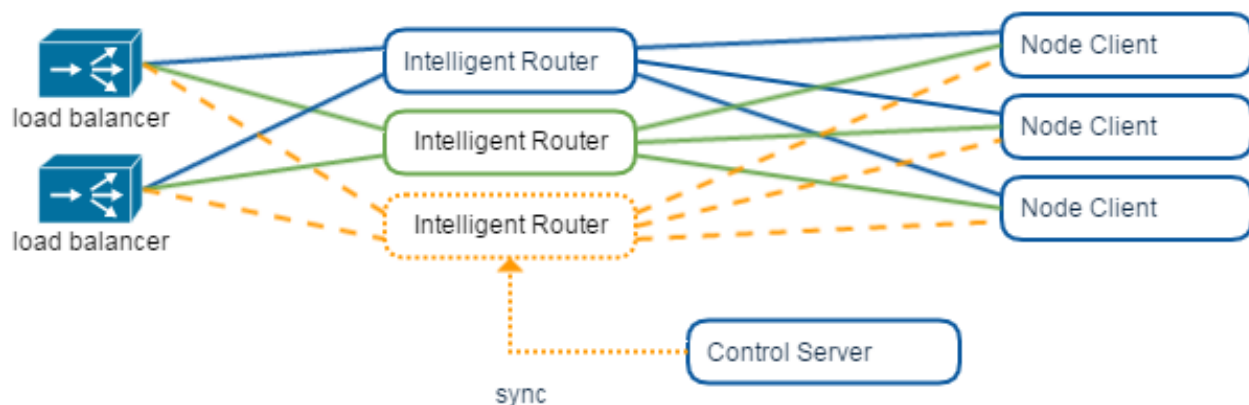 Intelligent Router
Node Client
load balancer
Intelligent Router
Node Client
load balancer
Intelligent Router
Node Client
Control Server
sync